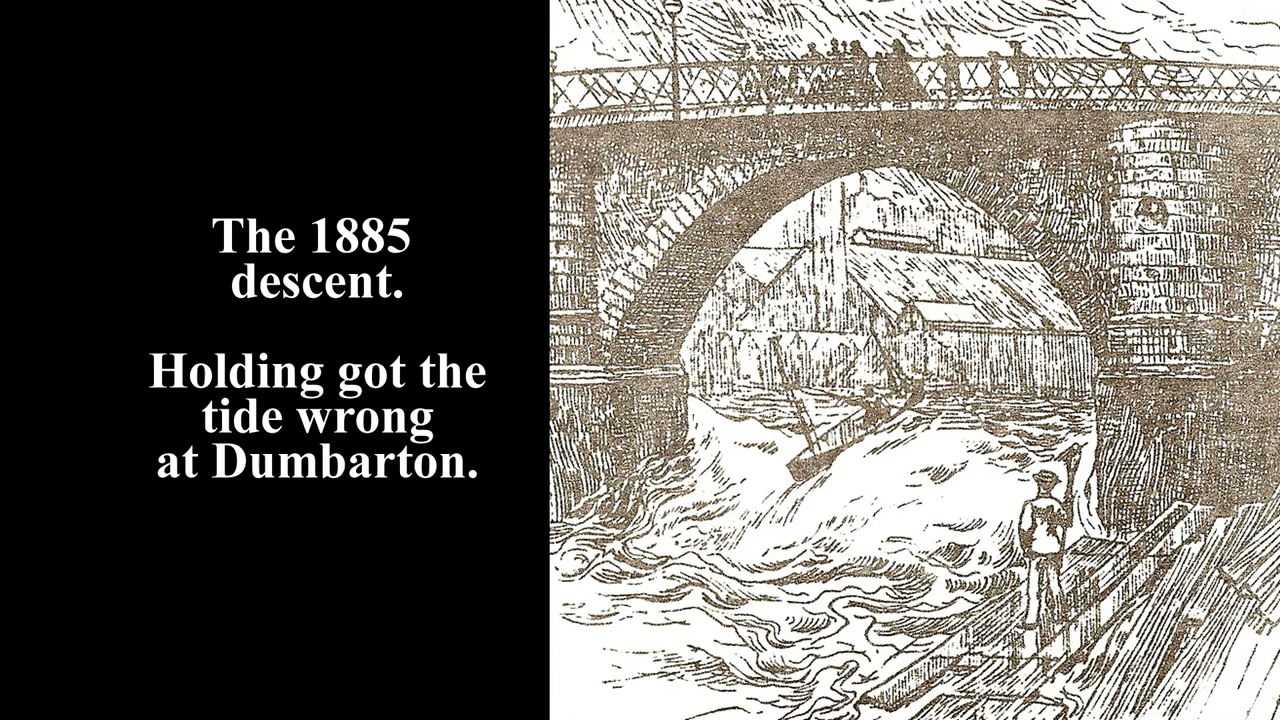 The 1885
descent.
Holding got the
tide wrong
at Dumbarton.